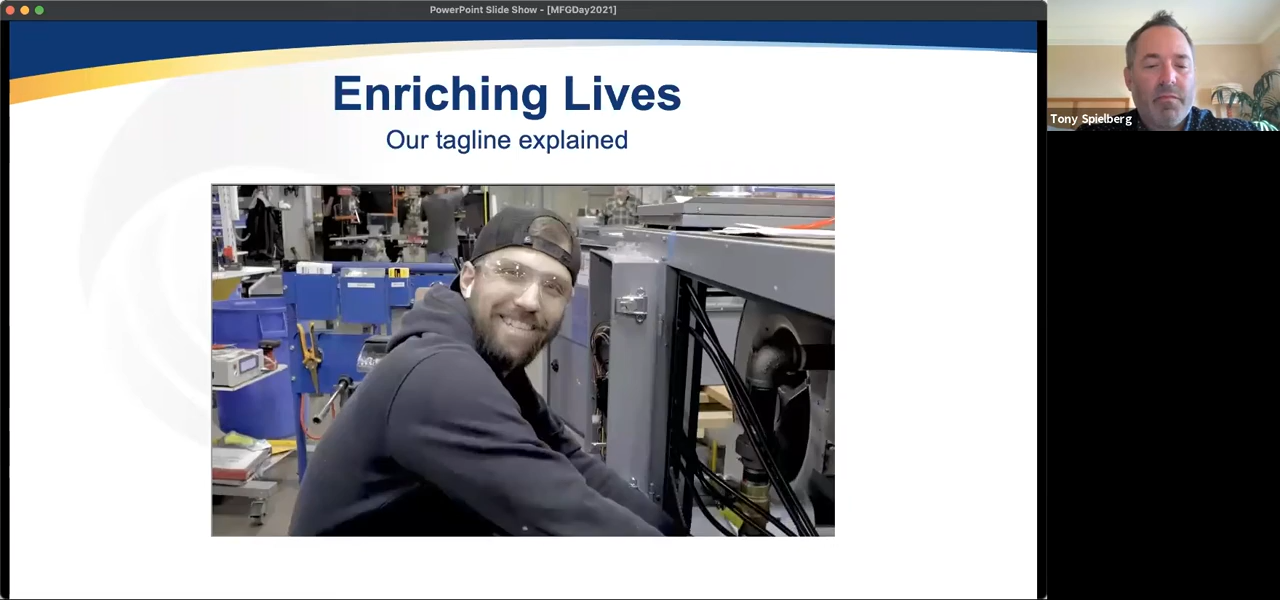 PowerPoint Slide Show - [MFGDay2021]
Enriching Lives
Our tagline explained
Tony Spielberg